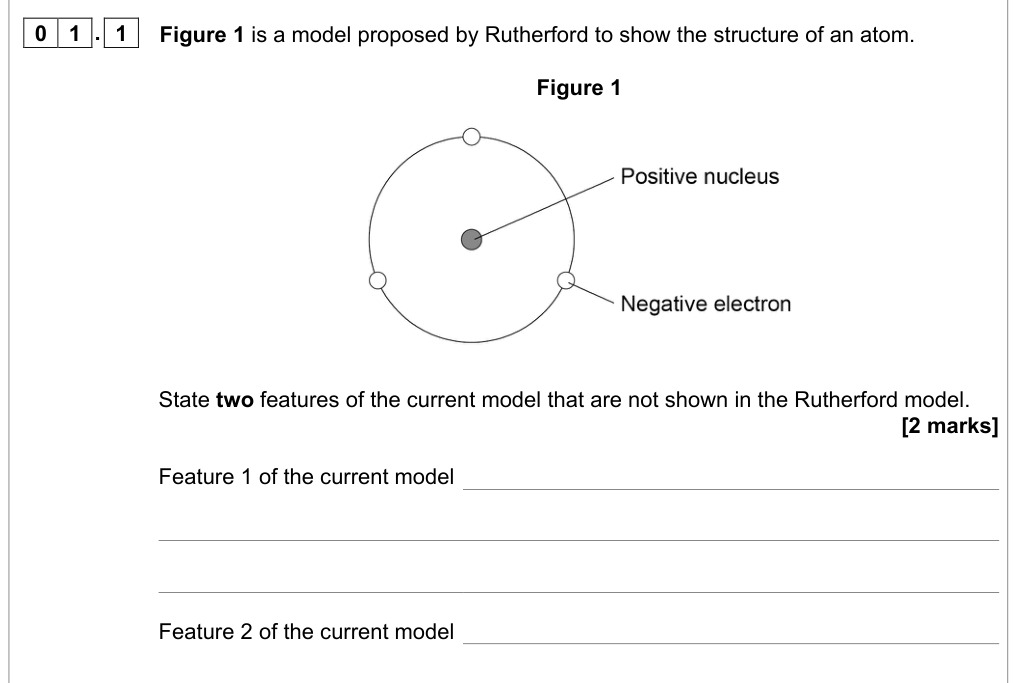 0 1 . 1 Figure 1 is a model proposed by Rutherford to show the structure of an atom.
Figure 1
Positive nucleus
Negative electron
State two features of the current model that are not shown in the Rutherford model.
[2 marks]
Feature 1 of the current model
Feature 2 of the current model